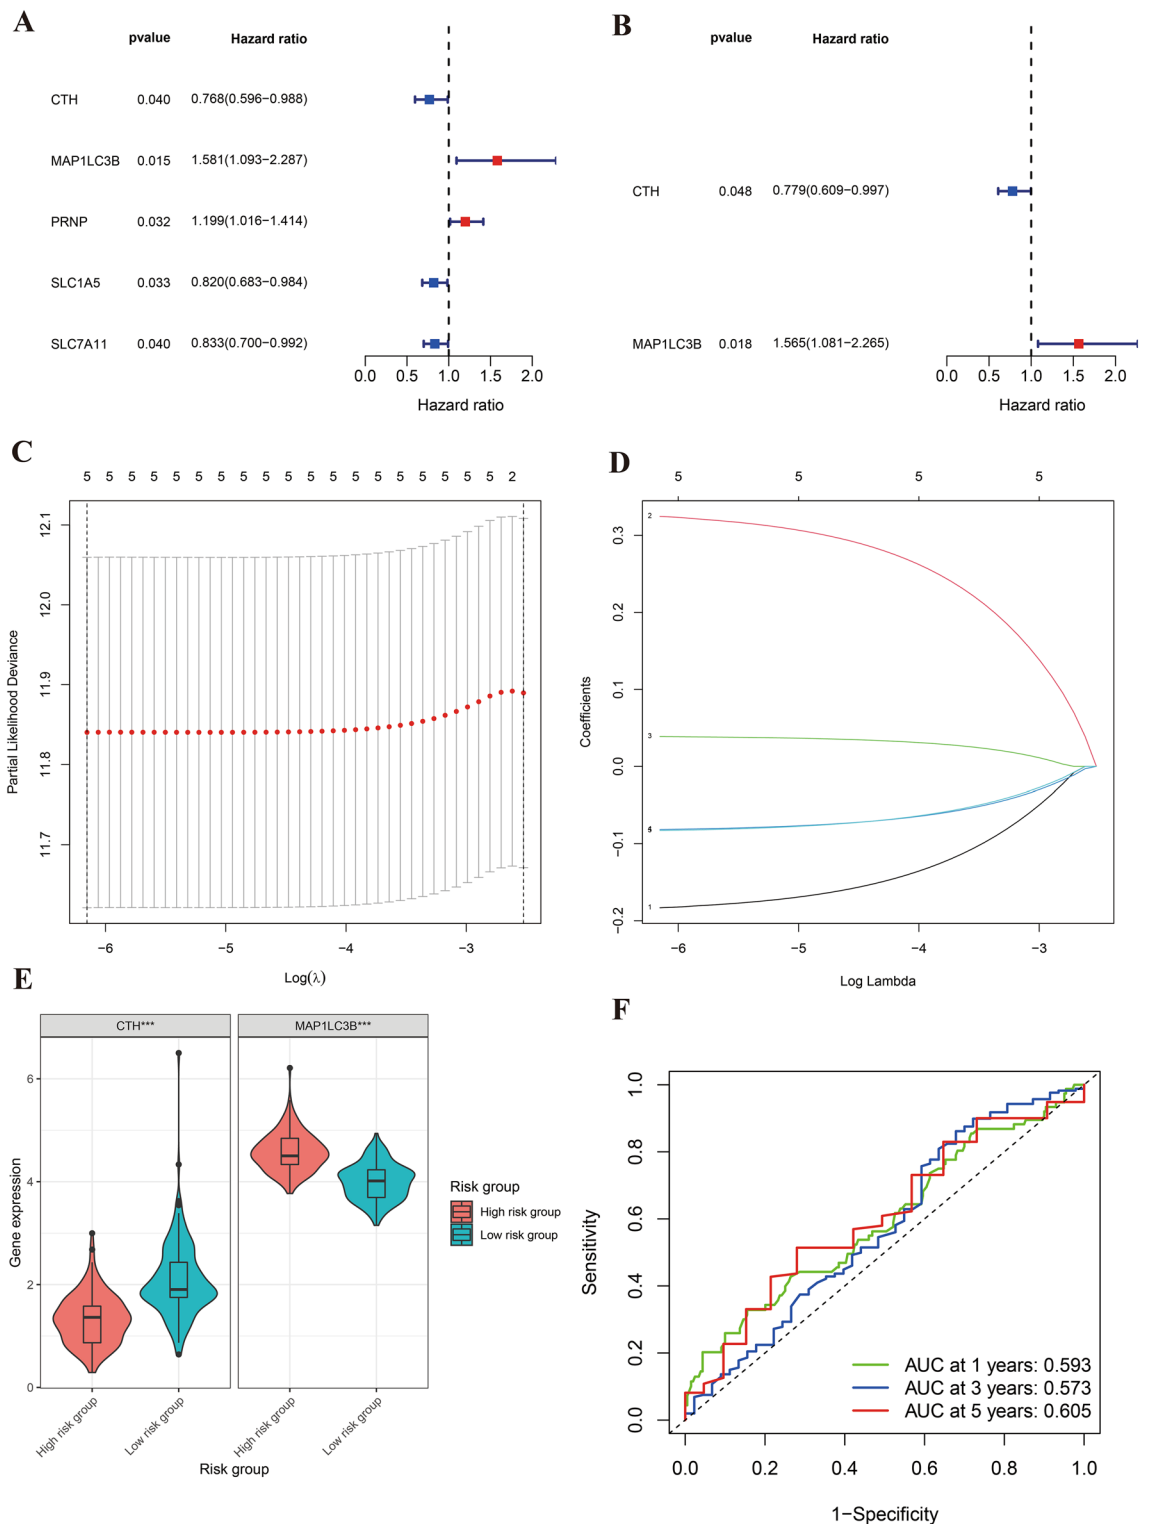 A
pvalue Hazard ratio
CTH 0.040 0.768(0.596−0.988)
MAP1LC3B 0.015 1.581(1.093−2.287)
PRNP 0.032 1.199(1.016−1.414)
SLC1A5 0.033 0.820(0.683−0.984)
SLC7A11 0.040 0.833(0.700−0.992)
0.0 0.5 1.0 1.5 2.0
Hazard ratio
B
pvalue Hazard ratio
CTH 0.048 0.779(0.609−0.997)
MAP1LC3B 0.018 1.565(1.081−2.265)
0.0 0.5 1.0 1.5 2.0
Hazard ratio
C
5 5 5 5 5 5 5 5 5 5 5 5 5 5 5 5 5 5 5 2
12.1
12.0
11.9
11.8
11.7
Partial Likelihood Deviance
−6 −5 −4 −3
Log(λ)
D
5 5 5 5
0.3
0.2
0.1
0.0
−0.1
−0.2
Coefficients
2
3
1
−6 −5 −4 −3
Log Lambda
E
CTH*** MAP1LC3B***
6
4
2
0
Gene expression
High risk group Low risk group High risk group Low risk group
Risk group
Risk group
High risk group
Low risk group
F
1.0
0.8
0.6
0.4
0.2
0.0
Sensitivity
AUC at 1 years: 0.593
AUC at 3 years: 0.573
AUC at 5 years: 0.605
0.0 0.2 0.4 0.6 0.8 1.0
1−Specificity